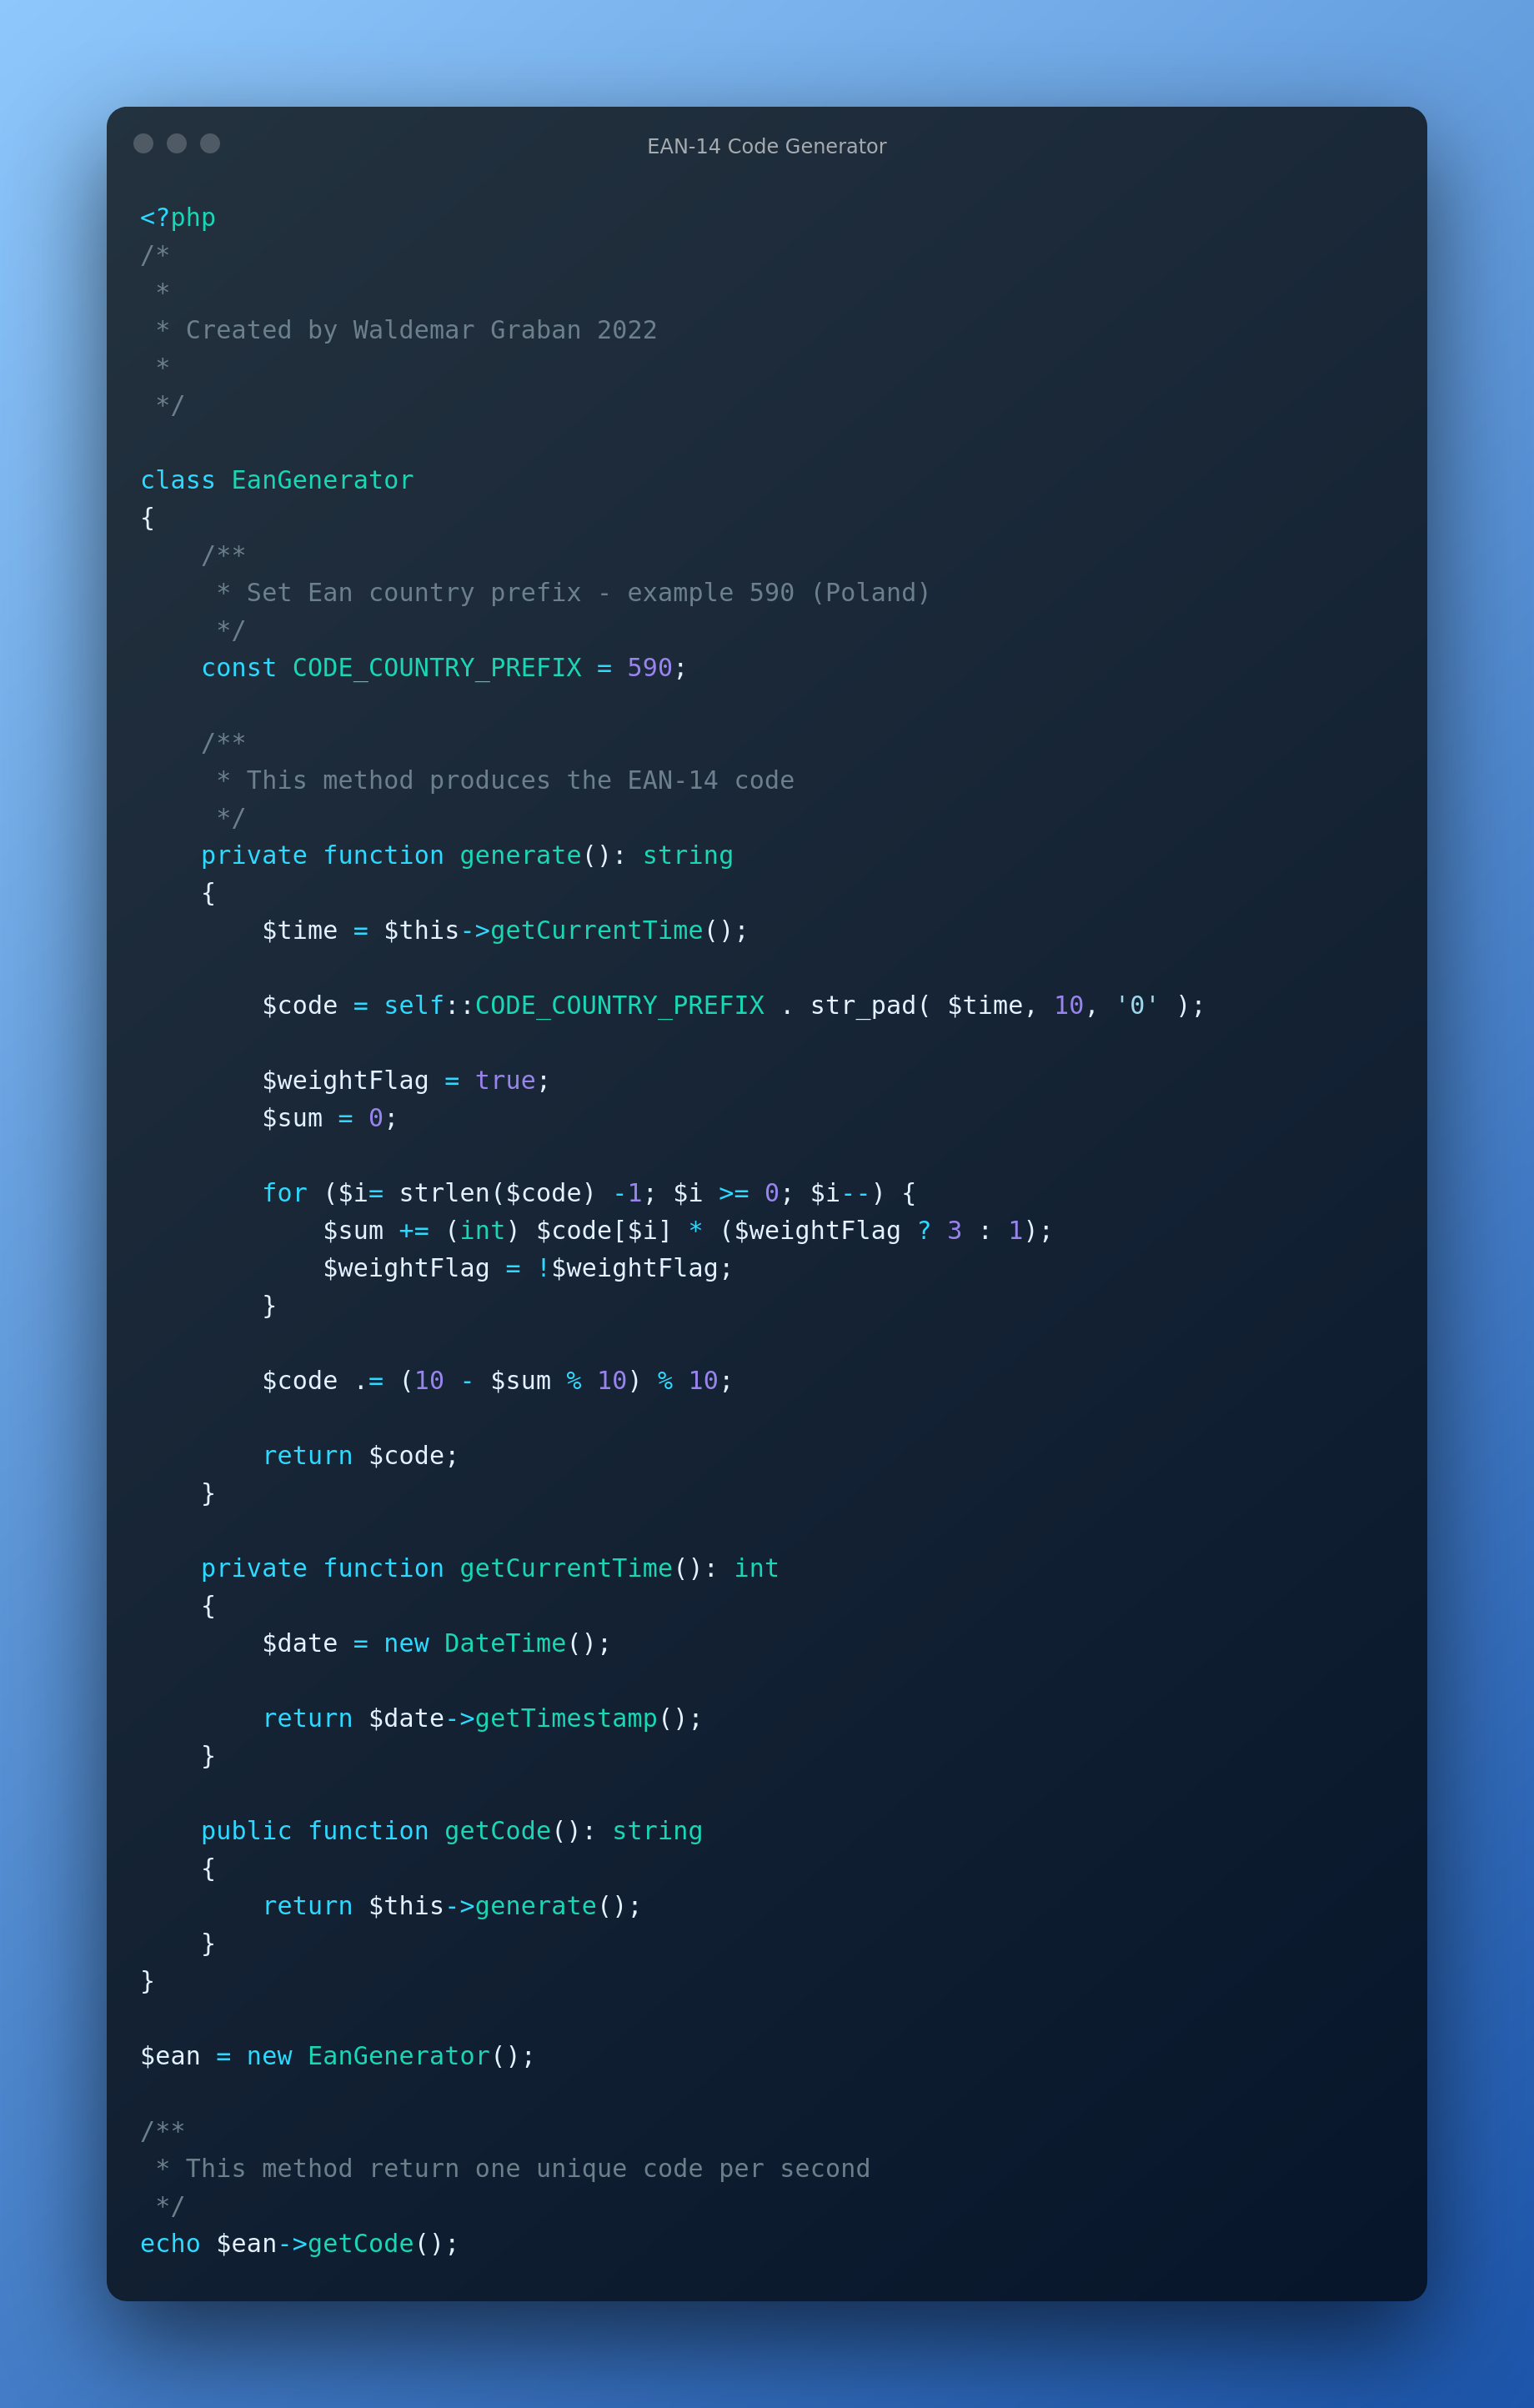 EAN-14 Code Generator
<?php
/*
 *
 * Created by Waldemar Graban 2022
 *
 */

class EanGenerator
{
    /**
     * Set Ean country prefix - example 590 (Poland)
     */
    const CODE_COUNTRY_PREFIX = 590;

    /**
     * This method produces the EAN-14 code
     */
    private function generate(): string
    {
        $time = $this->getCurrentTime();

        $code = self::CODE_COUNTRY_PREFIX . str_pad( $time, 10, '0' );

        $weightFlag = true;
        $sum = 0;

        for ($i= strlen($code) -1; $i >= 0; $i--) {
            $sum += (int) $code[$i] * ($weightFlag ? 3 : 1);
            $weightFlag = !$weightFlag;
        }

        $code .= (10 - $sum % 10) % 10;

        return $code;
    }

    private function getCurrentTime(): int
    {
        $date = new DateTime();

        return $date->getTimestamp();
    }

    public function getCode(): string
    {
        return $this->generate();
    }
}

$ean = new EanGenerator();

/**
 * This method return one unique code per second
 */
echo $ean->getCode();